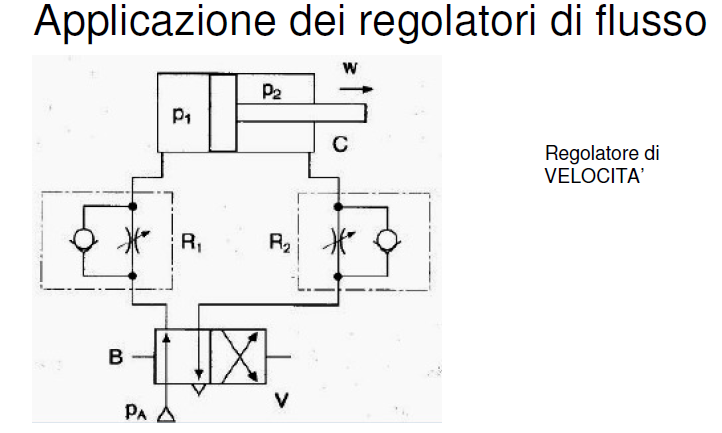 Applicazione dei regolatori di flusso
w
p₂
p₁
C
Regolatore di
VELOCITA'
R₁
R₂
B
V
pA